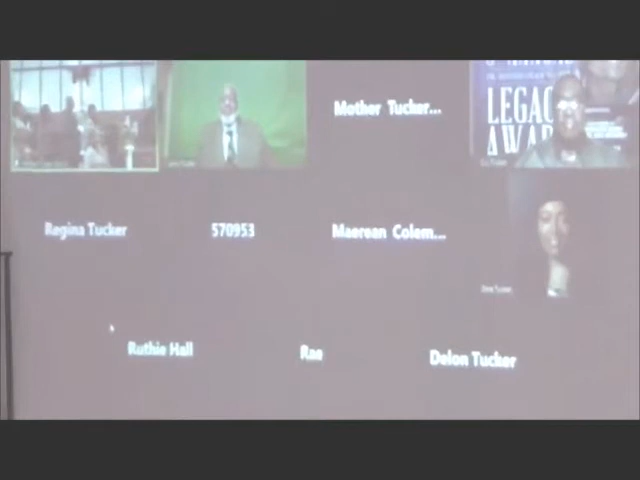 Mother Tucker...
LEGAC
AWAR
Regina Tucker
570953
Maerean Colem...
Ruthie Hall
Rae
Delon Tucker